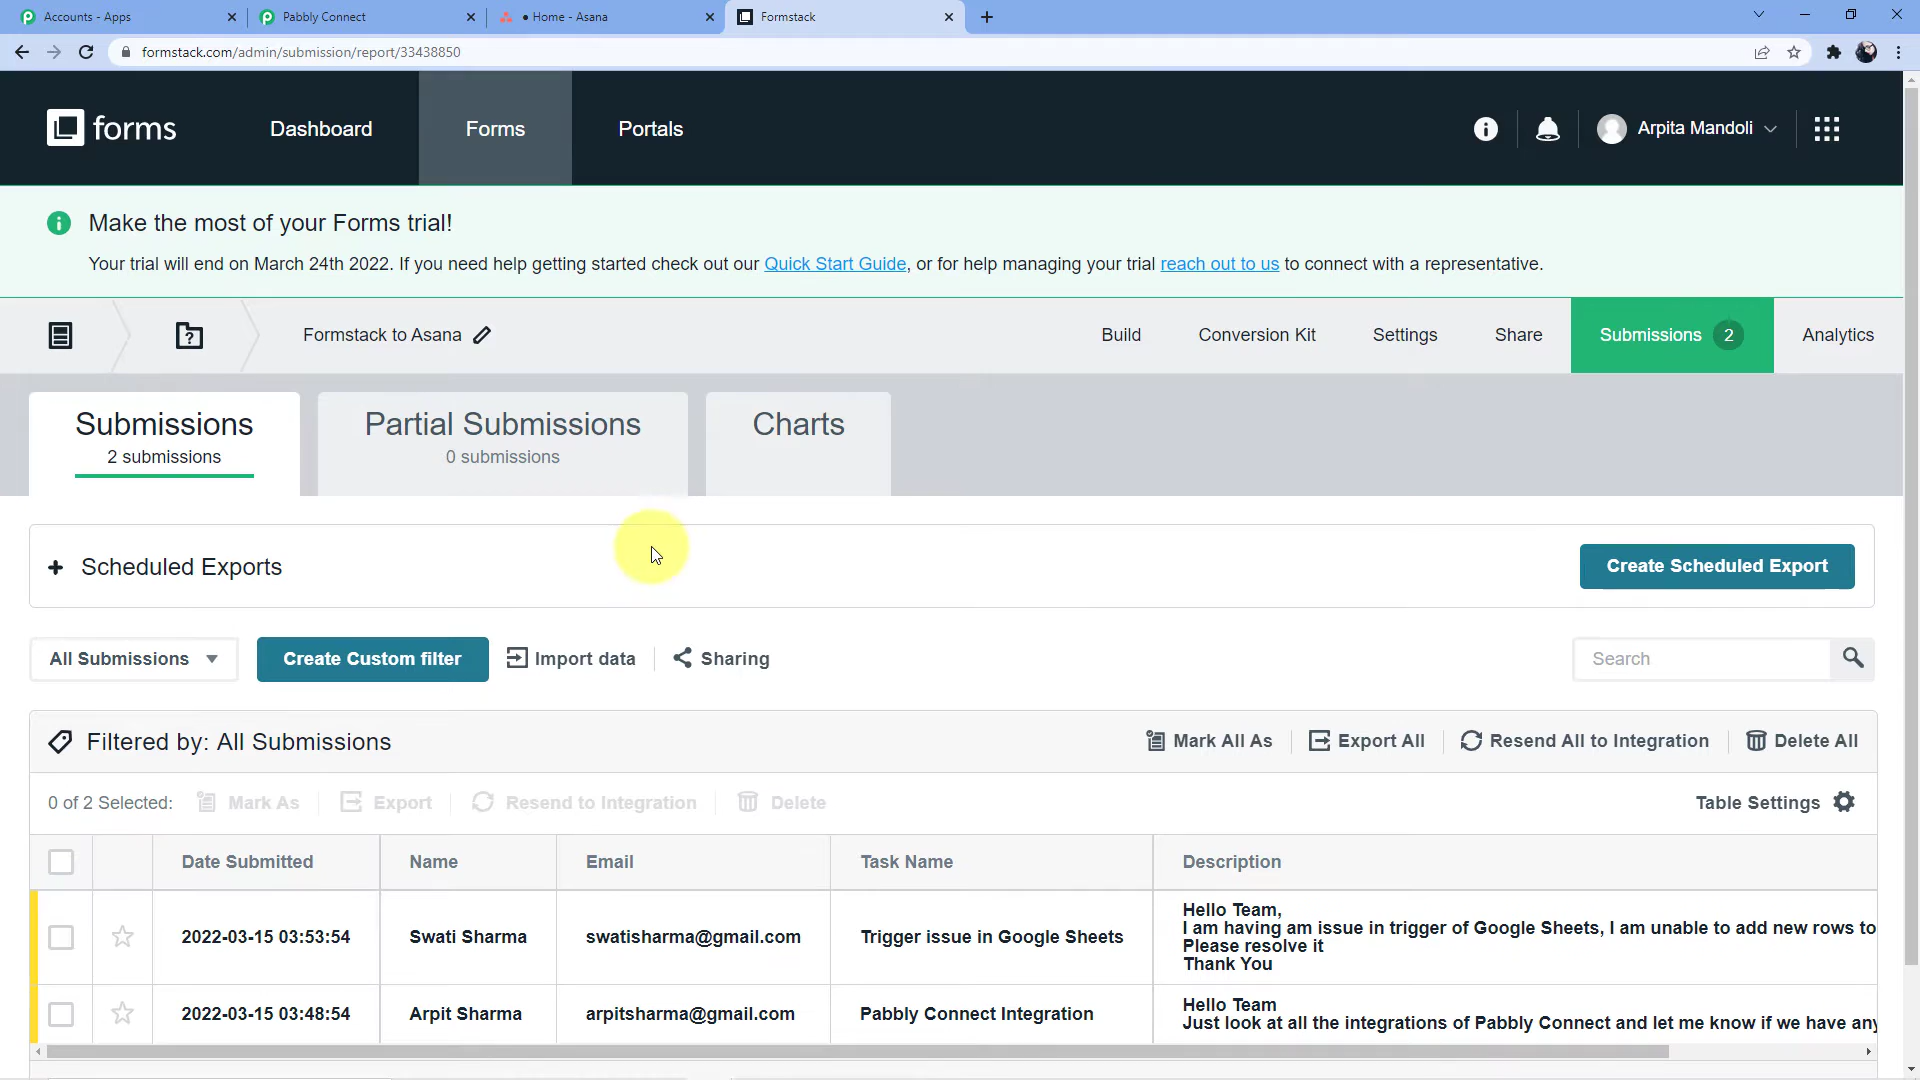 Accounts - Apps
Pabbly Connect
• Home - Asana
Formstack
formstack.com/admin/submission/report/33438850
forms
Dashboard
Forms
Portals
Arpita Mandoli
Make the most of your Forms trial!
Your trial will end on March 24th 2022. If you need help getting started check out our Quick Start Guide, or for help managing your trial reach out to us to connect with a representative.
Formstack to Asana
Build
Conversion Kit
Settings
Share
Submissions 2
Analytics
Submissions
2 submissions
Partial Submissions
0 submissions
Charts
+ Scheduled Exports
Create Scheduled Export
All Submissions
Create Custom filter
Import data
Sharing
Search
Filtered by: All Submissions
Mark All As
Export All
Resend All to Integration
Delete All
0 of 2 Selected:
Mark As
Export
Resend to Integration
Delete
Table Settings
Date Submitted
Name
Email
Task Name
Description
2022-03-15 03:53:54
Swati Sharma
swatisharma@gmail.com
Trigger issue in Google Sheets
Hello Team,
I am having am issue in trigger of Google Sheets, I am unable to add new rows to
Please resolve it
Thank You
2022-03-15 03:48:54
Arpit Sharma
arpitsharma@gmail.com
Pabbly Connect Integration
Hello Team
Just look at all the integrations of Pabbly Connect and let me know if we have any